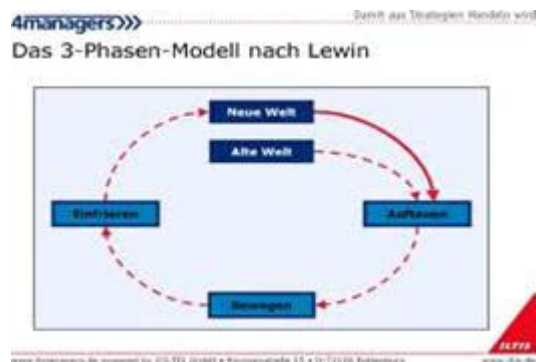 4managers>>>
Damit aus Strategien Handeln wird
Das 3-Phasen-Modell nach Lewin
Neue Welt
Alte Welt
Einfrieren
Auftauen
Bewegen
ILTIS